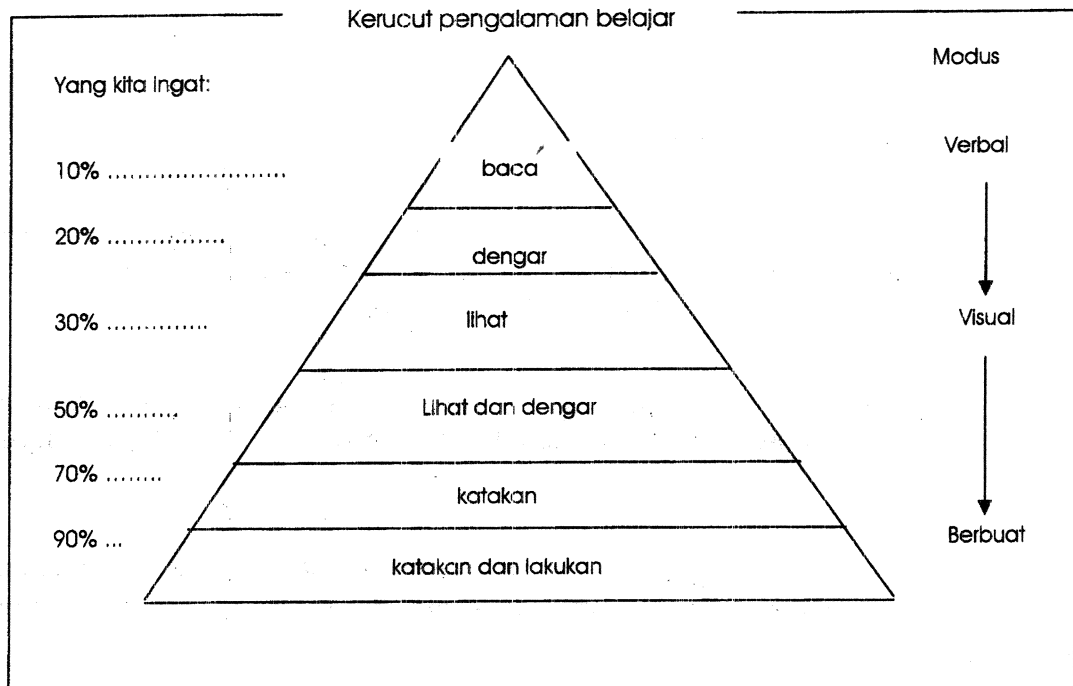 Kerucut pengalaman belajar
Modus
Yang kita ingat:
Verbal
10% ........................
baca
20% ................
dengar
30% ..............
lihat
Visual
50% ..........
Lihat dan dengar
70% ........
katakan
90% ...
Berbuat
katakan dan lakukan